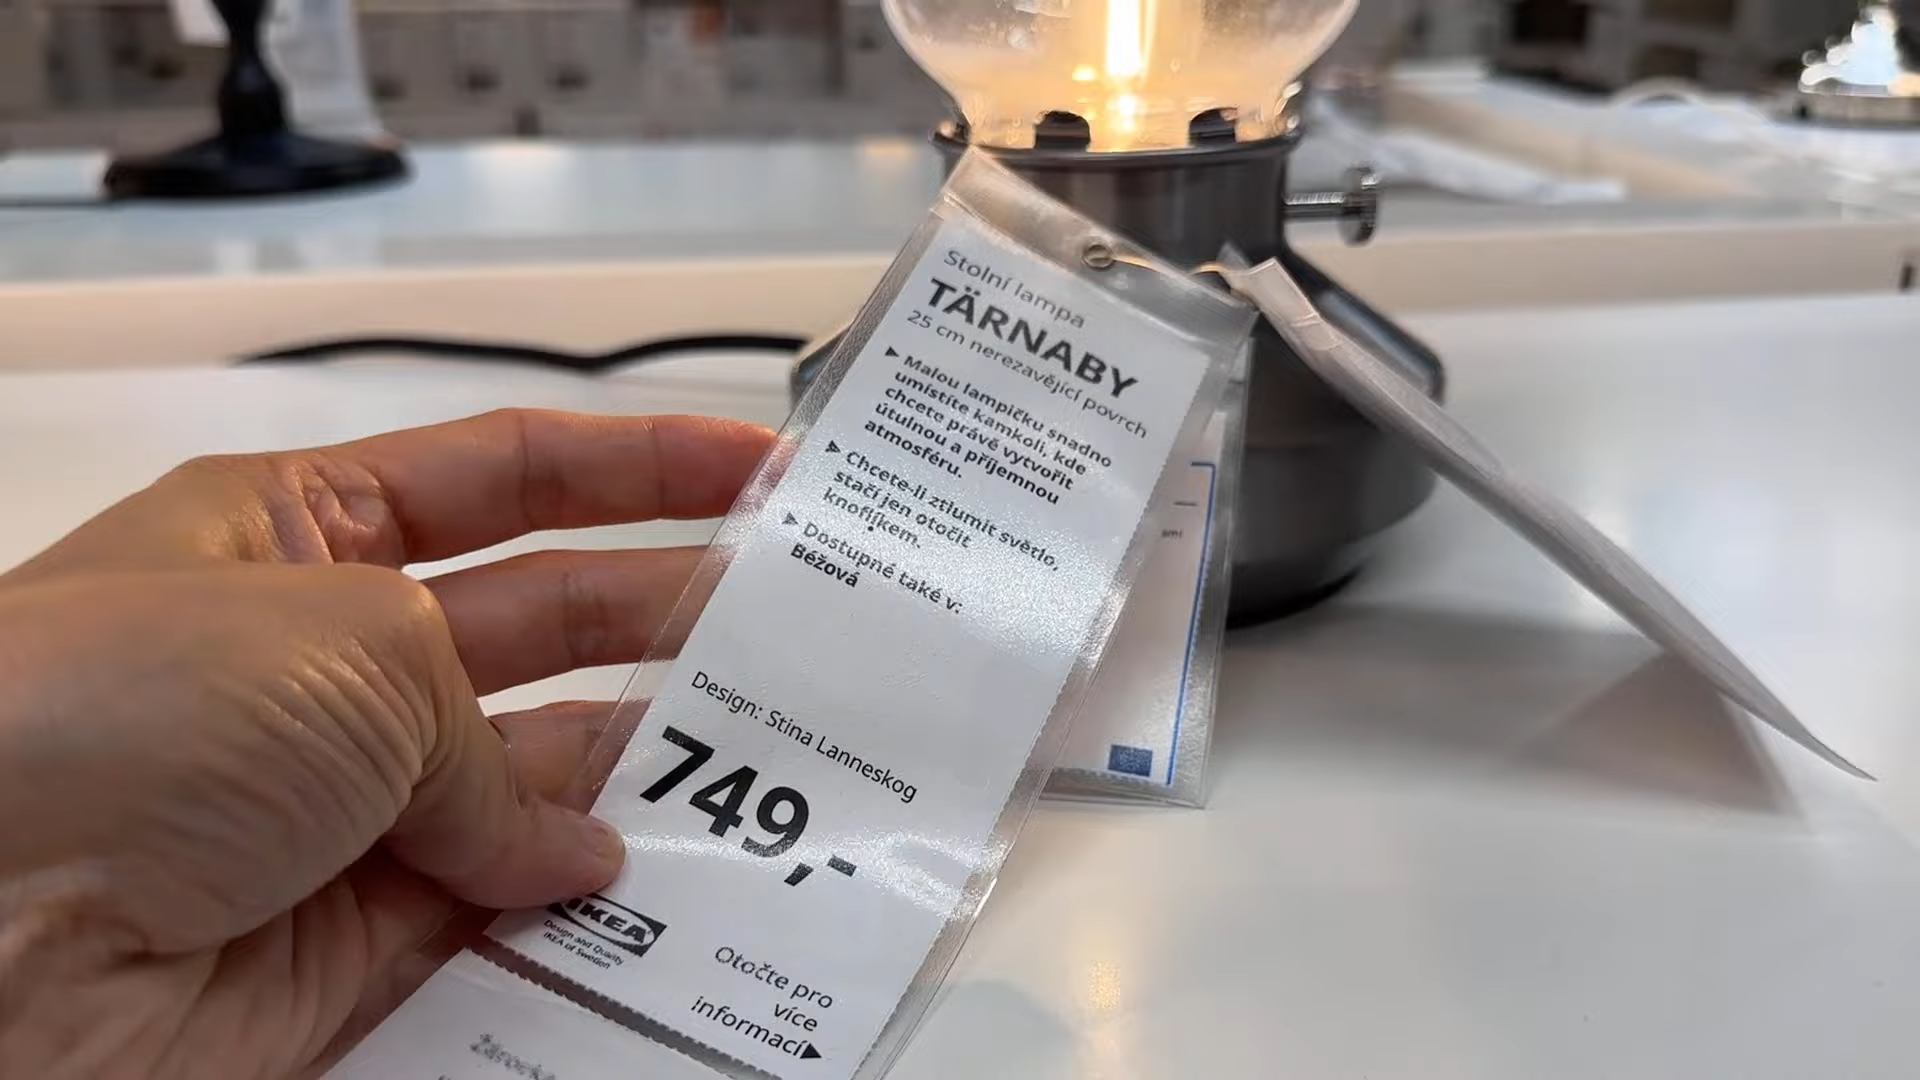 Stolní lampa
TÄRNABY
25 cm nerezavějící povrch
▶ Malou lampičku snadno
umístíte kamkoli, kde
chcete právě vytvořit
útulnou a příjemnou
atmosféru.
▶ Chcete-li ztlumit světlo,
stačí jen otočit
knoflíkem.
▶ Dostupné také v:
Béžová
Design: Stina Lanneskog
749,-
IKEA
Design and Quality
IKEA of Sweden
Otočte pro
více
informací▶